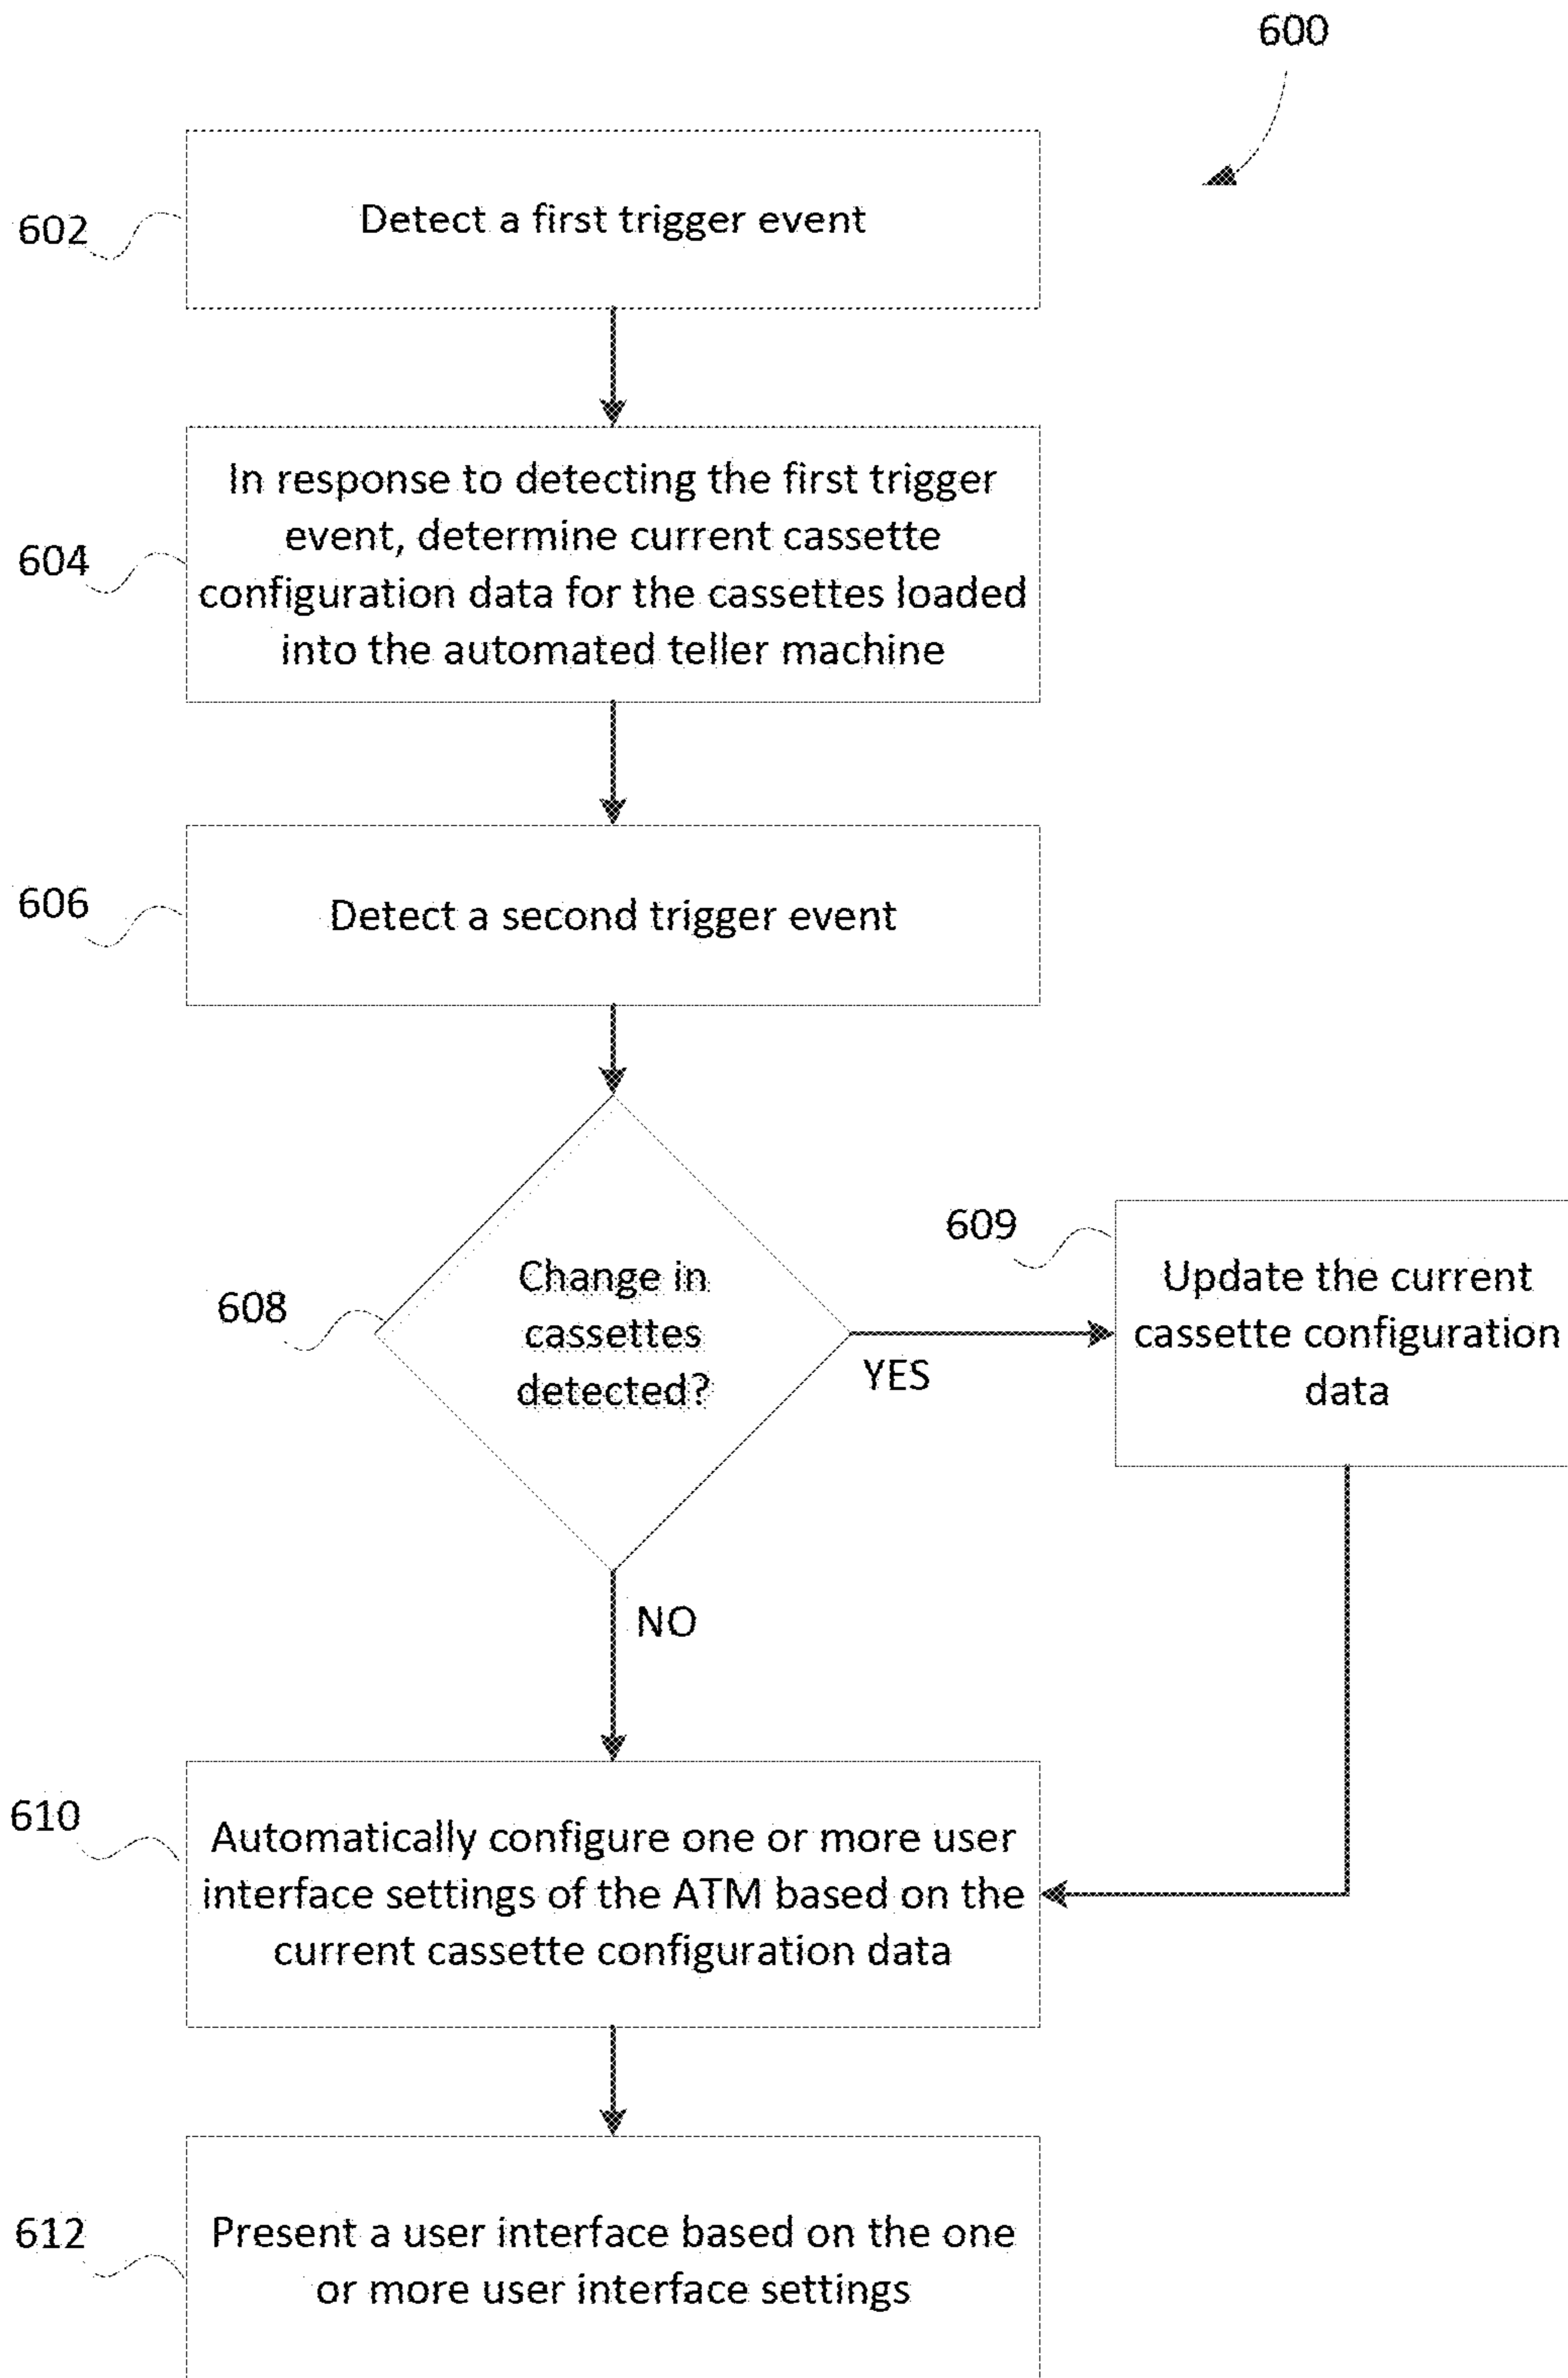 600
602
Detect a first trigger event
604
In response to detecting the first trigger
event, determine current cassette
configuration data for the cassettes loaded
into the automated teller machine
606
Detect a second trigger event
608
Change in
cassettes
detected?
YES
609
Update the current
cassette configuration
data
NO
610
Automatically configure one or more user
interface settings of the ATM based on the
current cassette configuration data
612
Present a user interface based on the one
or more user interface settings